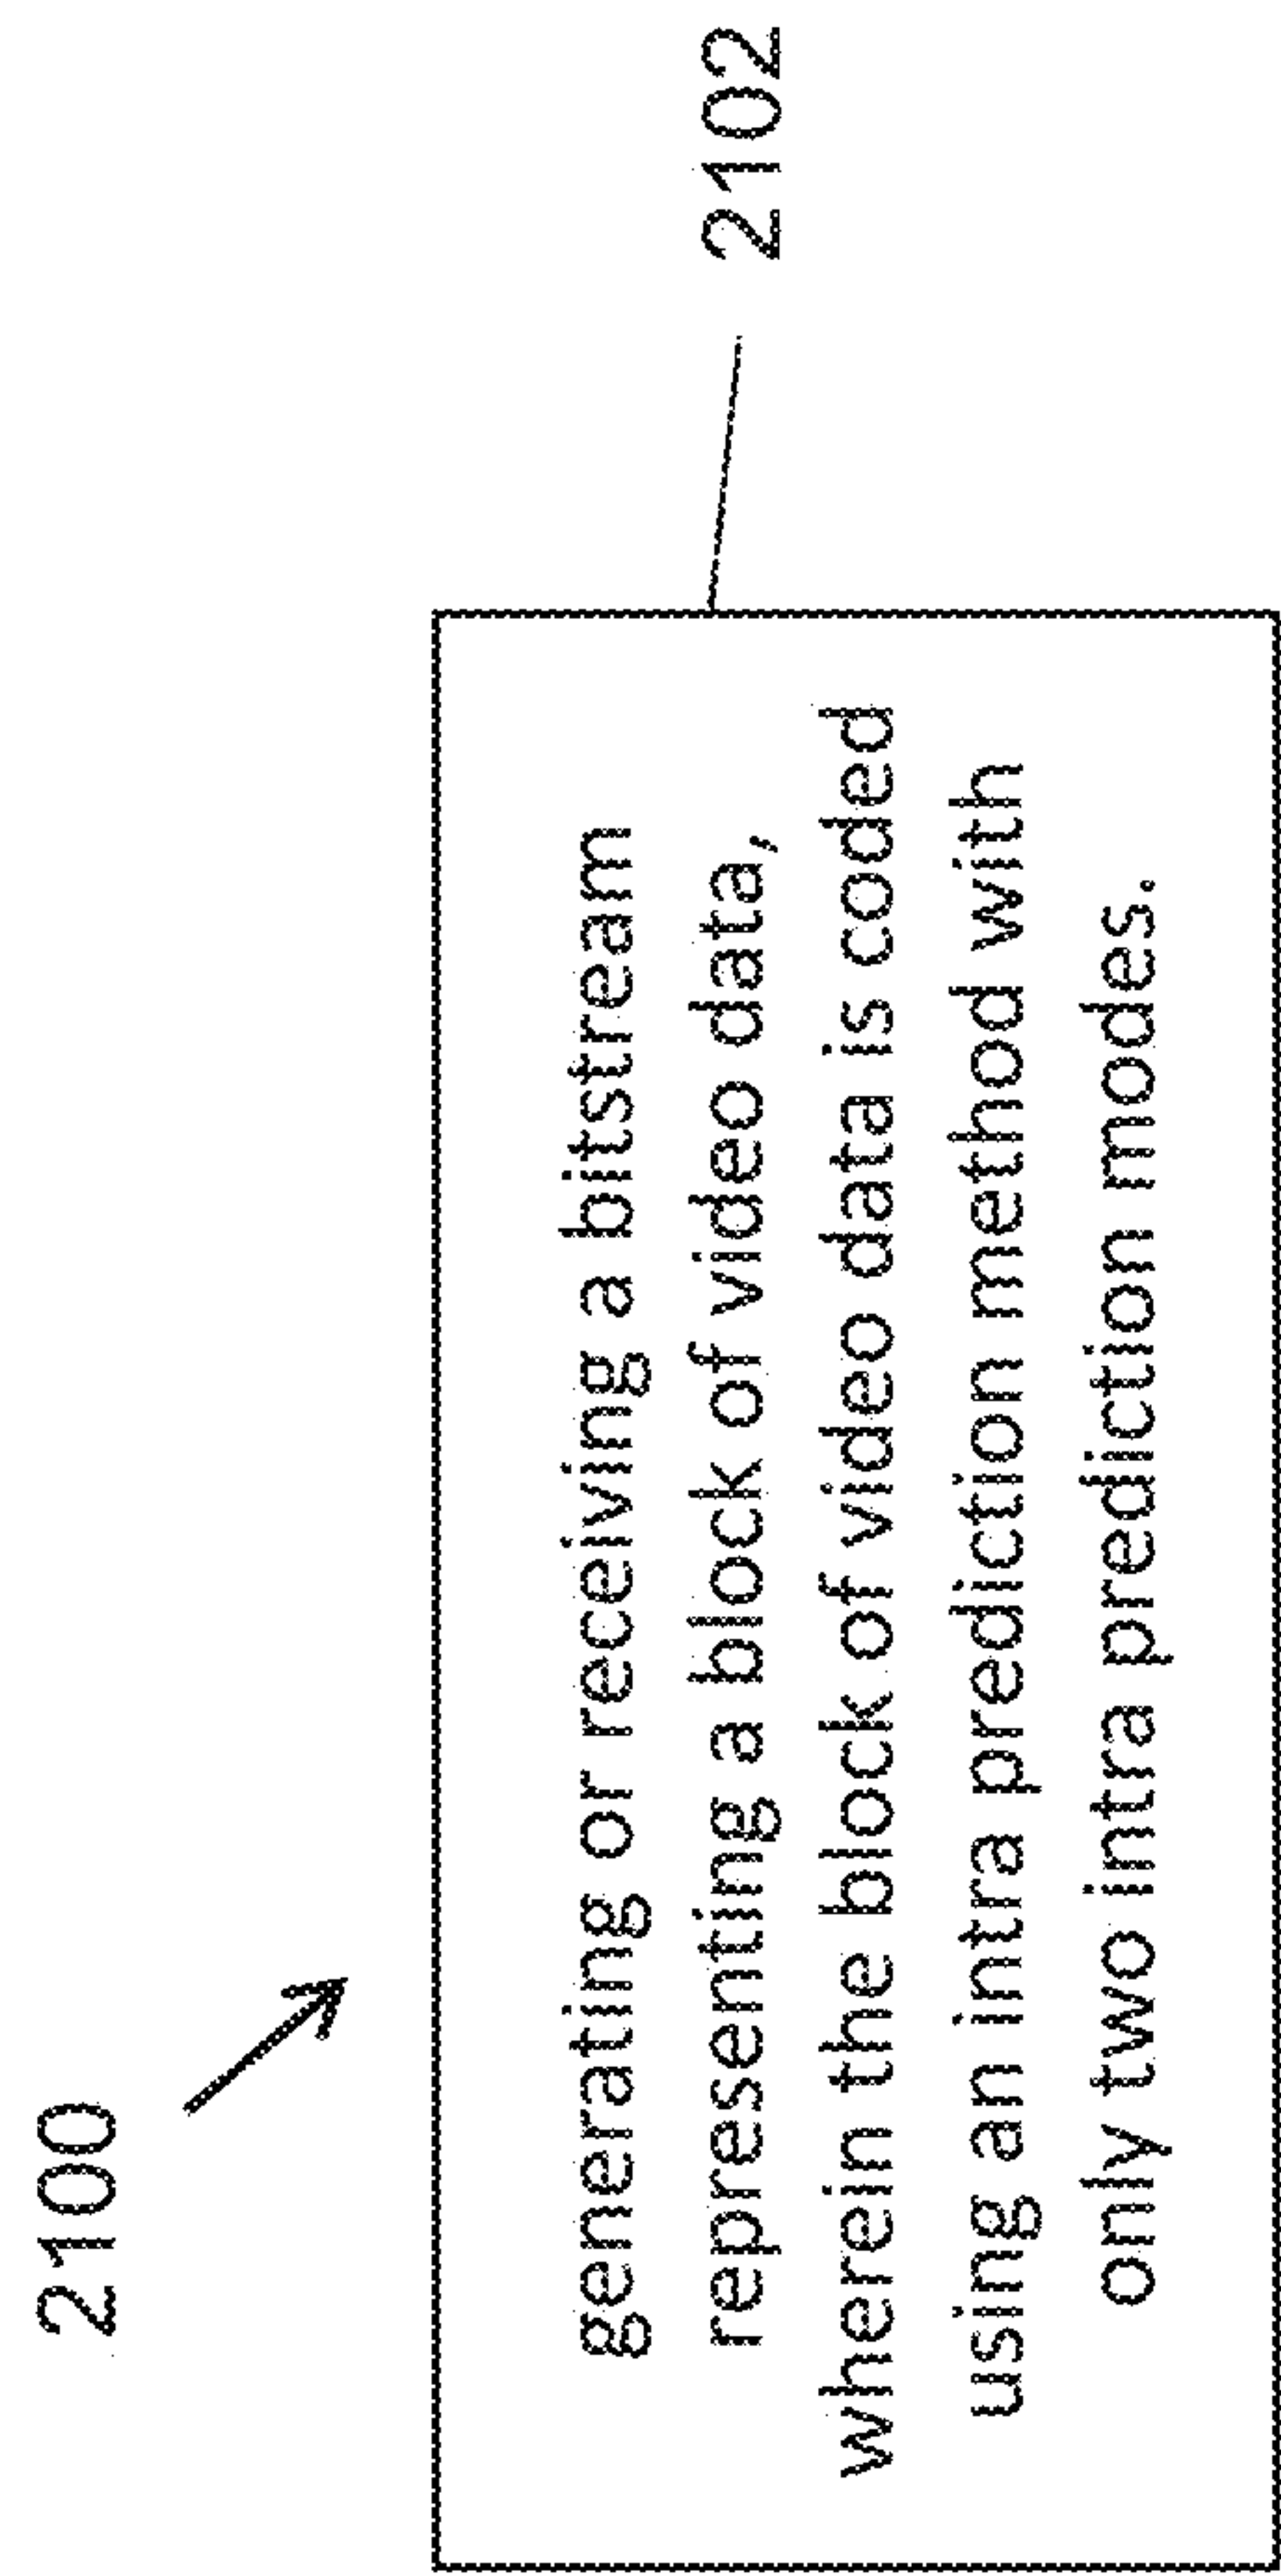 2100
generating or receiving a bitstream
representing a block of video data,
wherein the block of video data is coded
using an intra prediction method with
only two intra prediction modes.
2102